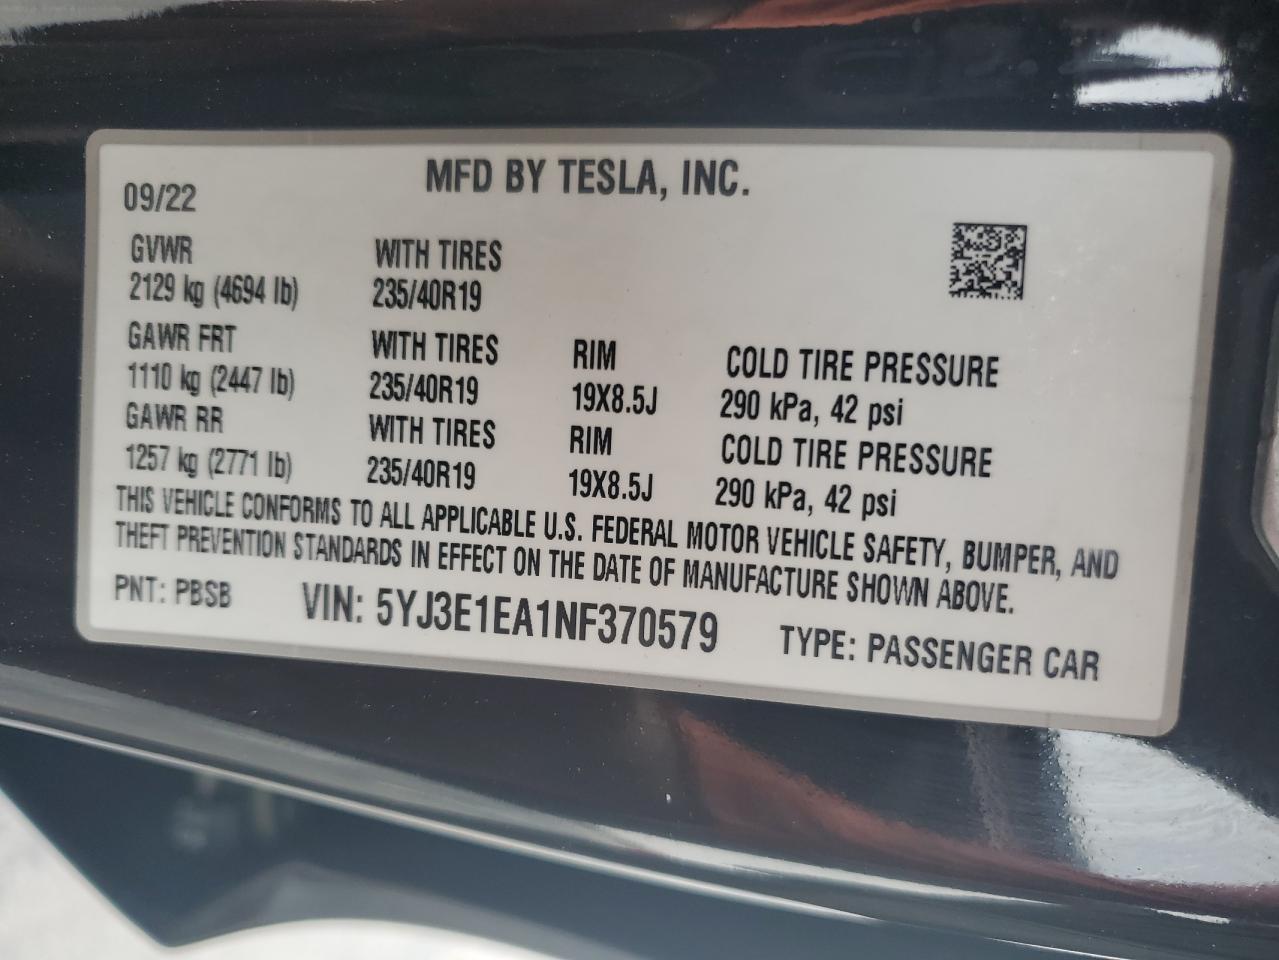 MFD BY TESLA, INC.
09/22
GVWR WITH TIRES
2129 kg (4694 lb) 235/40R19
GAWR FRT WITH TIRES RIM COLD TIRE PRESSURE
1110 kg (2447 lb) 235/40R19 19X8.5J 290 kPa, 42 psi
GAWR RR WITH TIRES RIM COLD TIRE PRESSURE
1257 kg (2771 lb) 235/40R19 19X8.5J 290 kPa, 42 psi
THIS VEHICLE CONFORMS TO ALL APPLICABLE U.S. FEDERAL MOTOR VEHICLE SAFETY, BUMPER, AND
THEFT PREVENTION STANDARDS IN EFFECT ON THE DATE OF MANUFACTURE SHOWN ABOVE.
PNT: PBSB VIN: 5YJ3E1EA1NF370579 TYPE: PASSENGER CAR